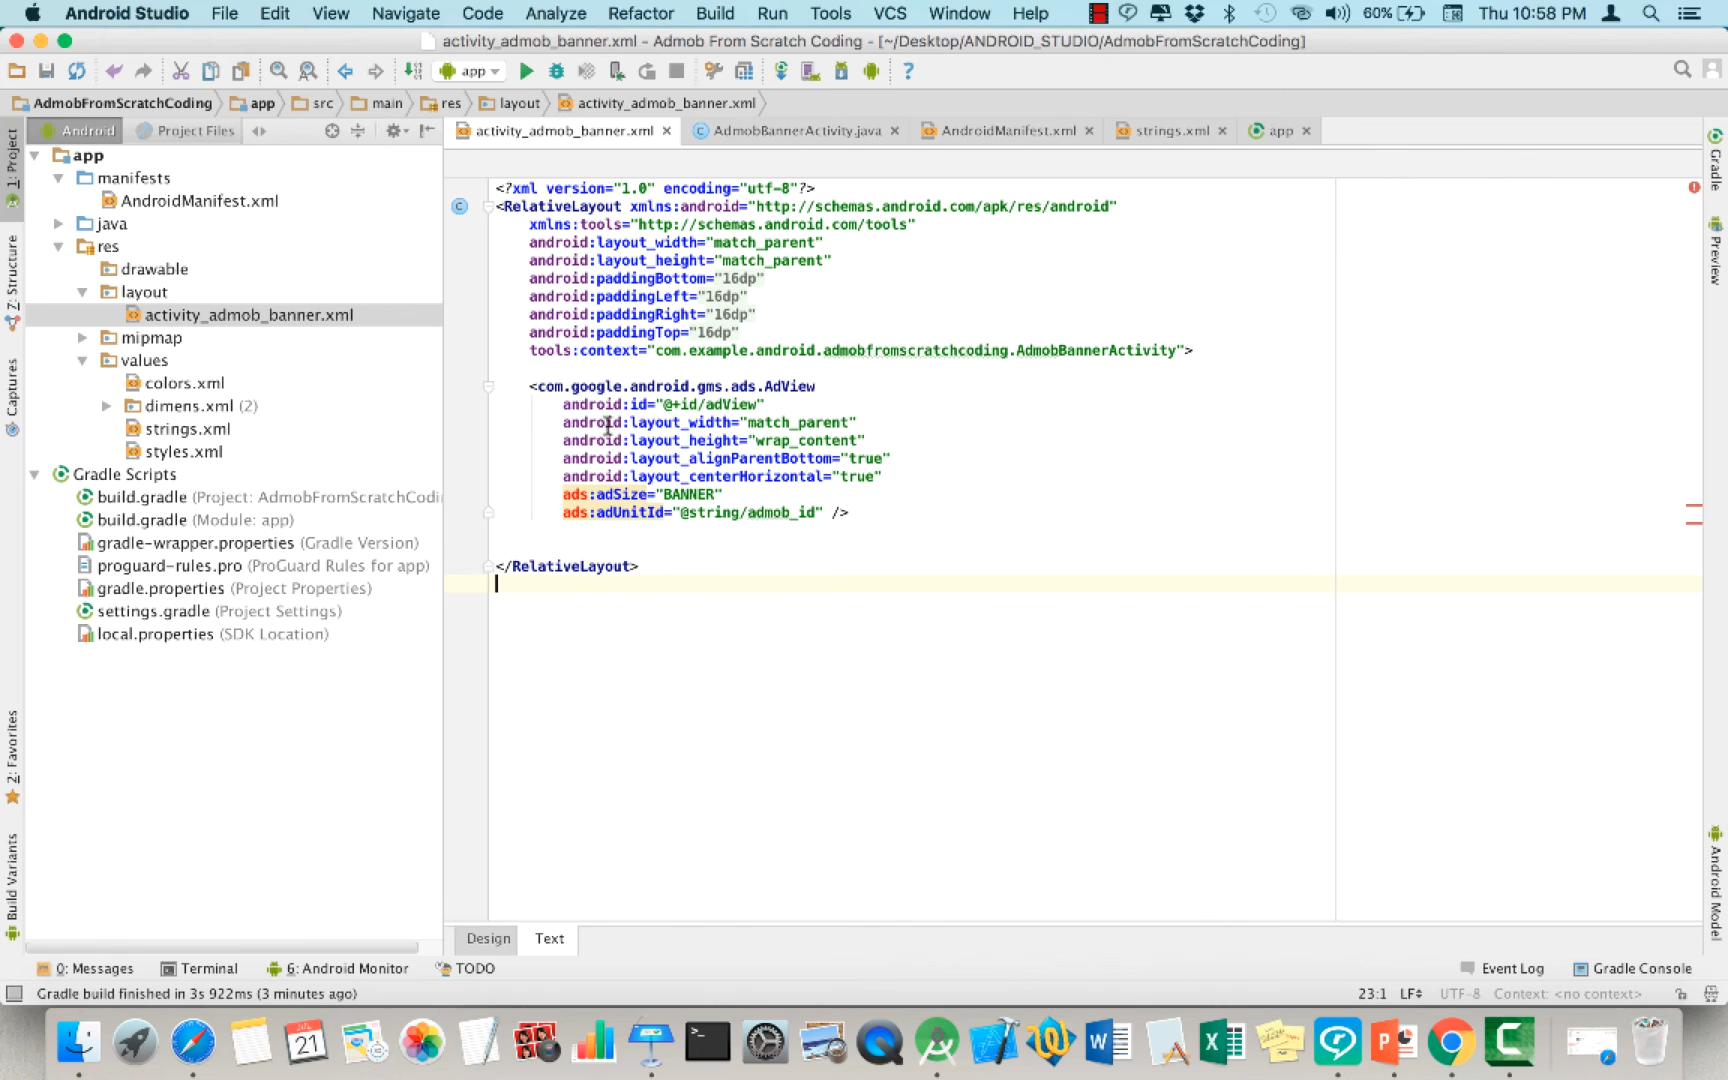 Android Studio File Edit View Navigate Code Analyze Refactor Build Run Tools VCS Window Help 60% Thu 10:58 PM
activity_admob_banner.xml - Admob From Scratch Coding - [~/Desktop/ANDROID_STUDIO/AdmobFromScratchCoding]
app ?
AdmobFromScratchCoding app src main res layout activity_admob_banner.xml
Android Project Files activity_admob_banner.xml AdmobBannerActivity.java AndroidManifest.xml strings.xml app
app
manifests
AndroidManifest.xml
java
res
drawable
layout
activity_admob_banner.xml
mipmap
values
colors.xml
dimens.xml (2)
strings.xml
styles.xml
Gradle Scripts
build.gradle (Project: AdmobFromScratchCodi
build.gradle (Module: app)
gradle-wrapper.properties (Gradle Version)
proguard-rules.pro (ProGuard Rules for app)
gradle.properties (Project Properties)
settings.gradle (Project Settings)
local.properties (SDK Location)
<?xml version="1.0" encoding="utf-8"?>
<RelativeLayout xmlns:android="http://schemas.android.com/apk/res/android"
xmlns:tools="http://schemas.android.com/tools"
android:layout_width="match_parent"
android:layout_height="match_parent"
android:paddingBottom="16dp"
android:paddingLeft="16dp"
android:paddingRight="16dp"
android:paddingTop="16dp"
tools:context="com.example.android.admobfromscratchcoding.AdmobBannerActivity">
<com.google.android.gms.ads.AdView
android:id="@+id/adView"
android:layout_width="match_parent"
android:layout_height="wrap_content"
android:layout_alignParentBottom="true"
android:layout_centerHorizontal="true"
ads:adSize="BANNER"
ads:adUnitId="@string/admob_id" />
</RelativeLayout>
1: Project
Z: Structure
Captures
2: Favorites
Build Variants
Gradle
Preview
Android Model
Design Text
0: Messages Terminal 6: Android Monitor TODO Event Log Gradle Console
Gradle build finished in 3s 922ms (3 minutes ago) 23:1 LF UTF-8 Context: <no context>
21